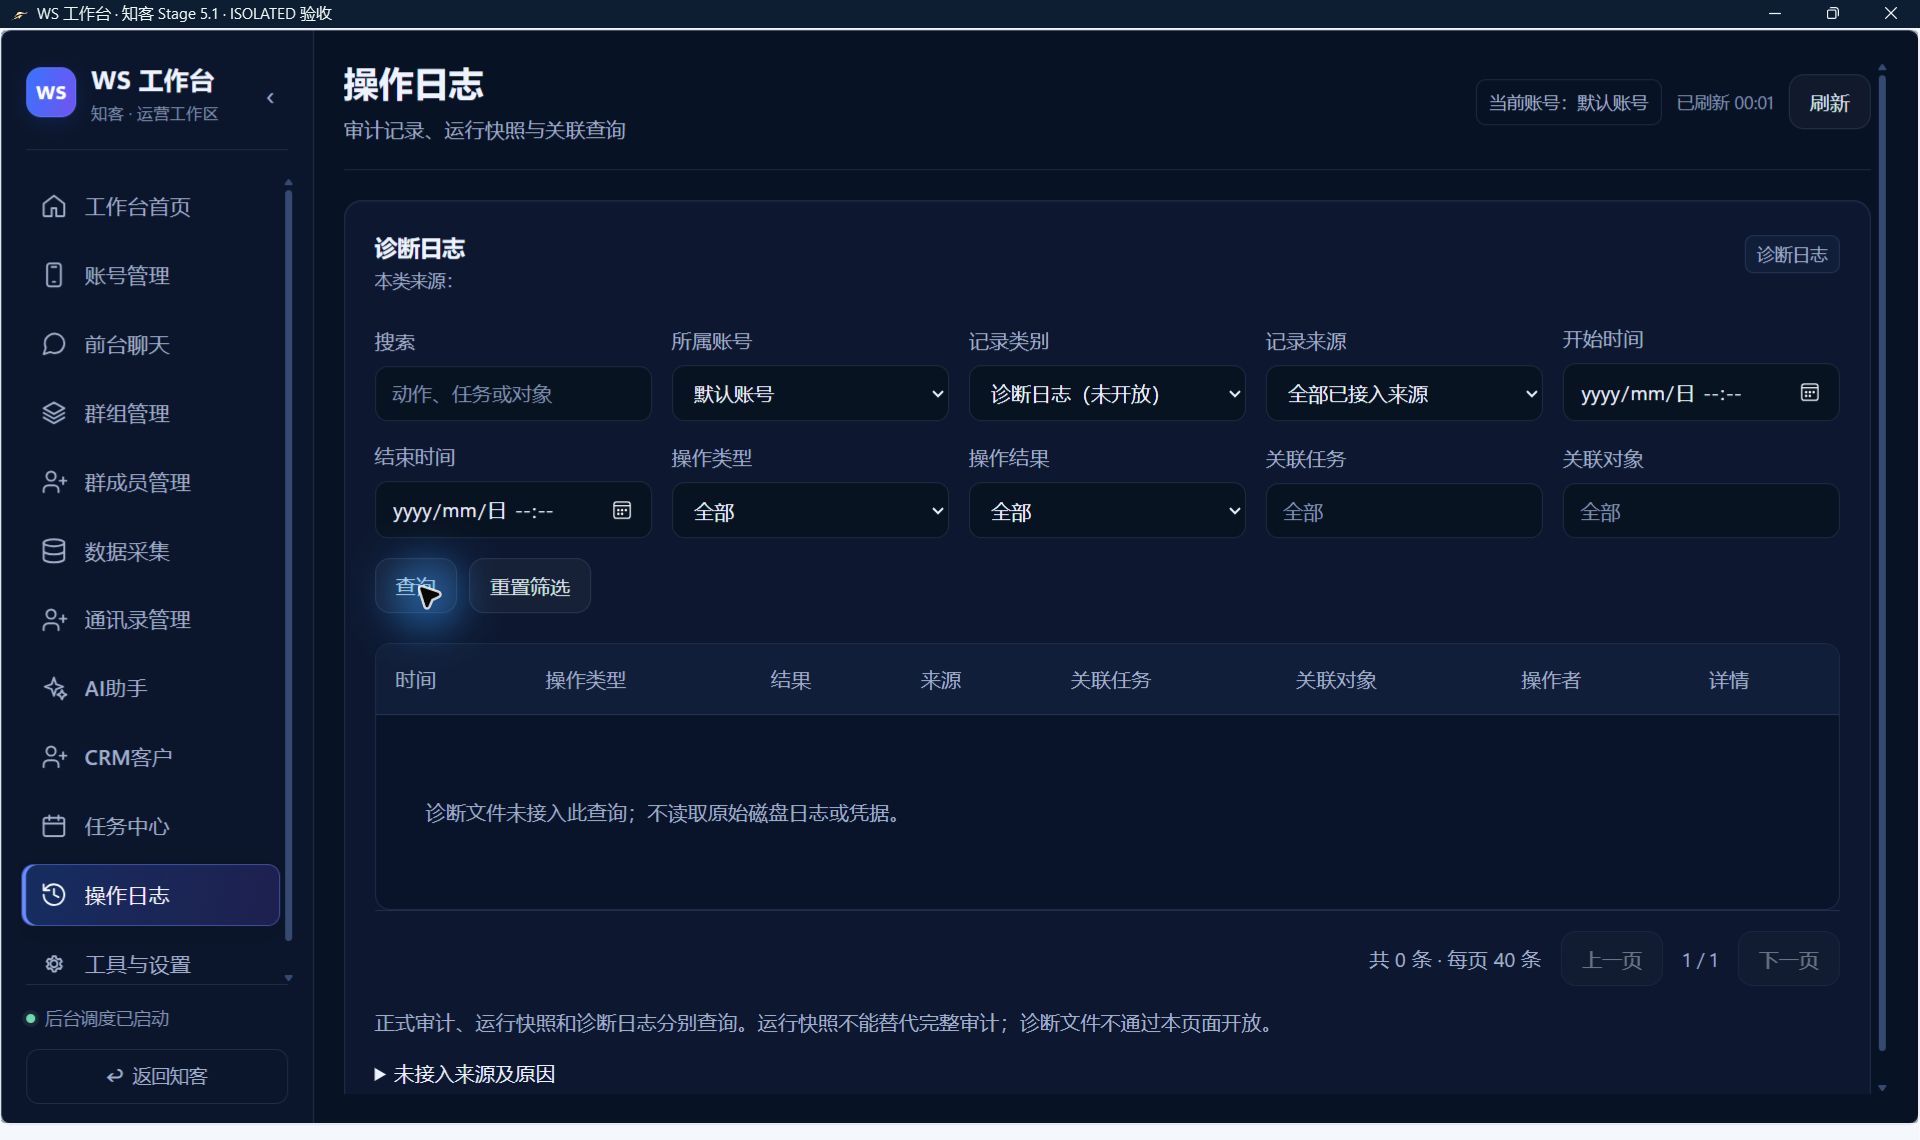 WS 工作台 · 知客 Stage 5.1 · ISOLATED 验收
WS
WS 工作台
知客 · 运营工作区
工作台首页
账号管理
前台聊天
群组管理
群成员管理
数据采集
通讯录管理
AI助手
CRM客户
任务中心
操作日志
工具与设置
后台调度已启动
返回知客
操作日志
审计记录、运行快照与关联查询
当前账号：默认账号
已刷新 00:01
刷新
诊断日志
本类来源：
诊断日志
搜索
所属账号
记录类别
记录来源
开始时间
动作、任务或对象
默认账号
诊断日志（未开放）
全部已接入来源
yyyy/mm/日 --:--
结束时间
操作类型
操作结果
关联任务
关联对象
yyyy/mm/日 --:--
全部
全部
全部
全部
查询
重置筛选
时间
操作类型
结果
来源
关联任务
关联对象
操作者
详情
诊断文件未接入此查询；不读取原始磁盘日志或凭据。
共 0 条 · 每页 40 条
上一页
1 / 1
下一页
正式审计、运行快照和诊断日志分别查询。运行快照不能替代完整审计；诊断文件不通过本页面开放。
▶ 未接入来源及原因